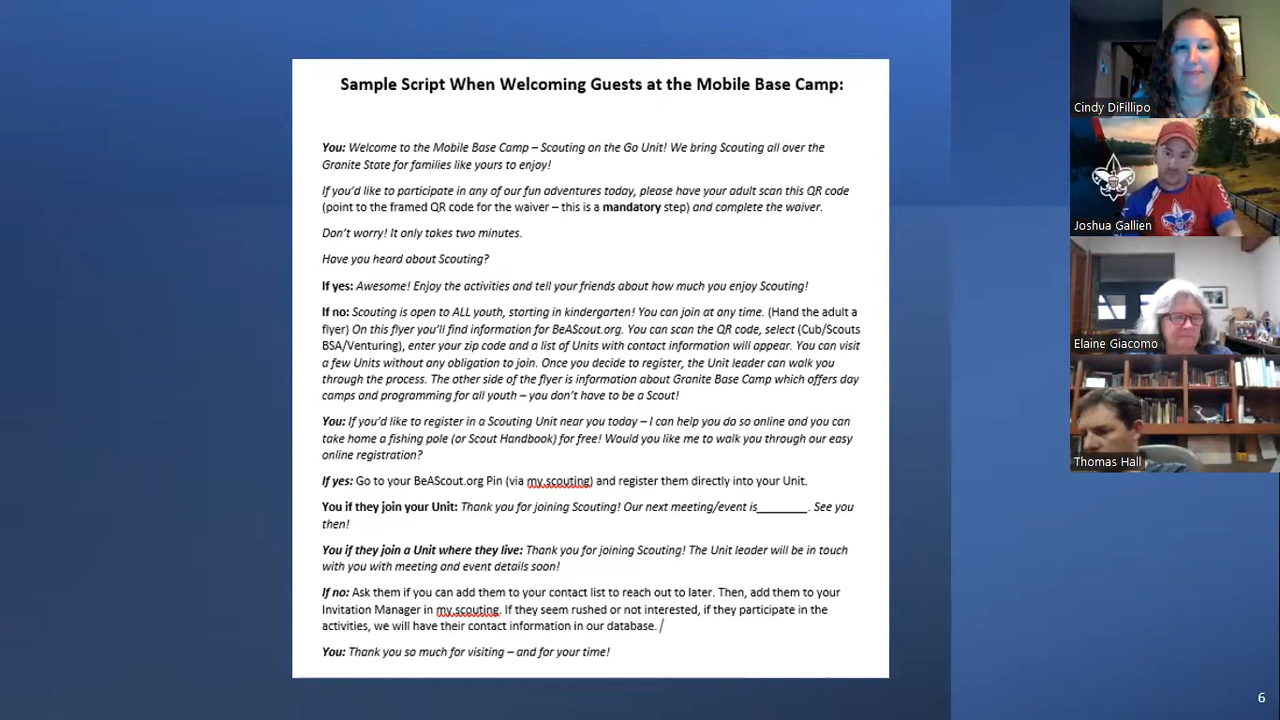 Sample Script When Welcoming Guests at the Mobile Base Camp:
You: Welcome to the Mobile Base Camp – Scouting on the Go Unit! We bring Scouting all over the
Granite State for families like yours to enjoy!
If you'd like to participate in any of our fun adventures today, please have your adult scan this QR code
(point to the framed QR code for the waiver – this is a mandatory step) and complete the waiver.
Don't worry! It only takes two minutes.
Have you heard about Scouting?
If yes: Awesome! Enjoy the activities and tell your friends about how much you enjoy Scouting!
If no: Scouting is open to ALL youth, starting in kindergarten! You can join at any time. (Hand the adult a
flyer) On this flyer you'll find information for BeAScout.org. You can scan the QR code, select (Cub/Scouts
BSA/Venturing), enter your zip code and a list of Units with contact information will appear. You can visit
a few Units without any obligation to join. Once you decide to register, the Unit leader can walk you
through the process. The other side of the flyer is information about Granite Base Camp which offers day
camps and programming for all youth – you don't have to be a Scout!
You: If you'd like to register in a Scouting Unit near you today – I can help you do so online and you can
take home a fishing pole (or Scout Handbook) for free! Would you like me to walk you through our easy
online registration?
If yes: Go to your BeAScout.org Pin (via my.scouting) and register them directly into your Unit.
You if they join your Unit: Thank you for joining Scouting! Our next meeting/event is________. See you
then!
You if they join a Unit where they live: Thank you for joining Scouting! The Unit leader will be in touch
with you with meeting and event details soon!
If no: Ask them if you can add them to your contact list to reach out to later. Then, add them to your
Invitation Manager in my.scouting. If they seem rushed or not interested, if they participate in the
activities, we will have their contact information in our database. /
You: Thank you so much for visiting – and for your time!
Cindy DiFillipo
Joshua Gallien
Elaine Giacomo
Thomas Hall
6